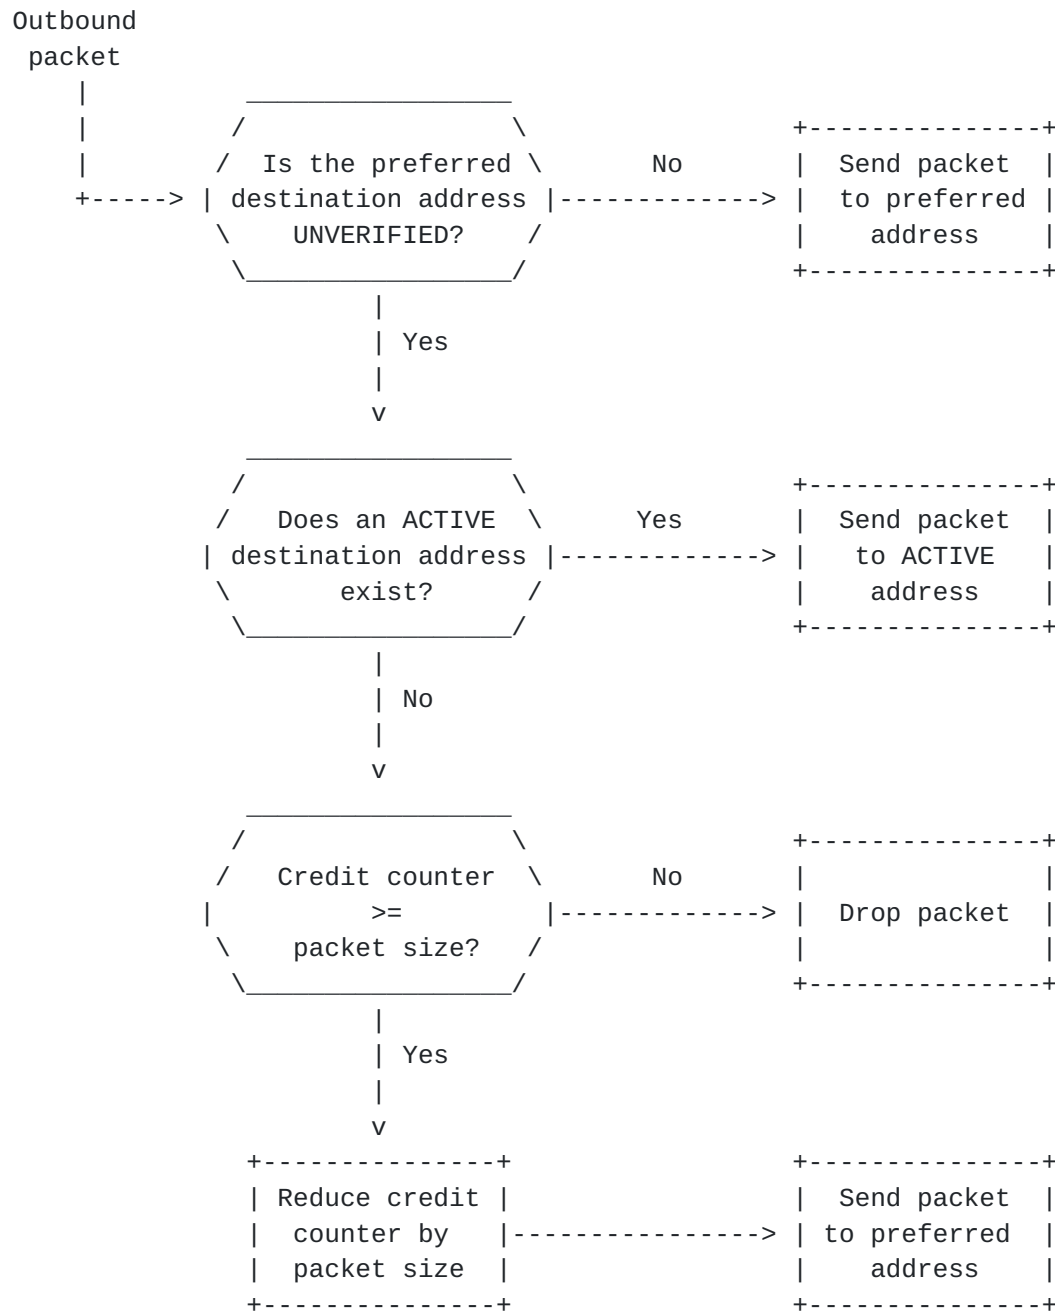 Outbound
packet
Is the preferred
destination address
UNVERIFIED?
No
Send packet
to preferred
address
Yes
Does an ACTIVE
destination address
exist?
Yes
Send packet
to ACTIVE
address
No
Credit counter
>=
packet size?
No
Drop packet
Yes
Reduce credit
counter by
packet size
Send packet
to preferred
address